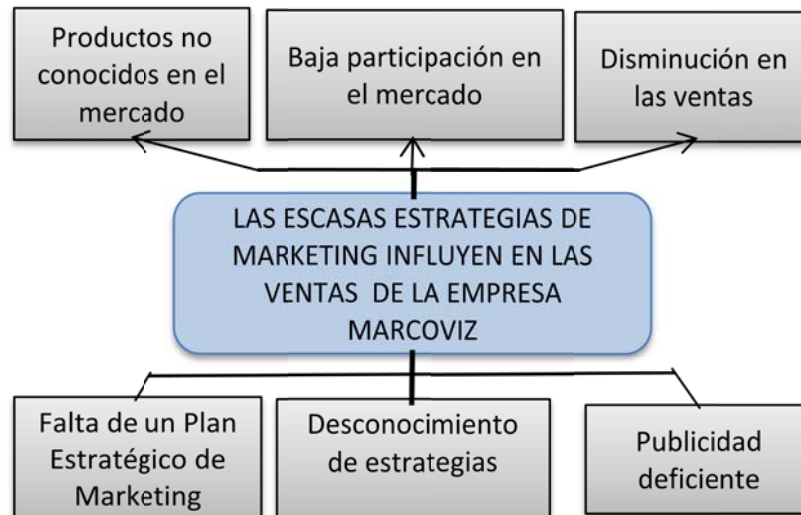 Productos no
conocidos en el
mercado
Baja participación en
el mercado
Disminución en
las ventas
LAS ESCASAS ESTRATEGIAS DE
MARKETING INFLUYEN EN LAS
VENTAS DE LA EMPRESA
MARCOVIZ
Falta de un Plan
Estratégico de
Marketing
Desconocimiento
de estrategias
Publicidad
deficiente